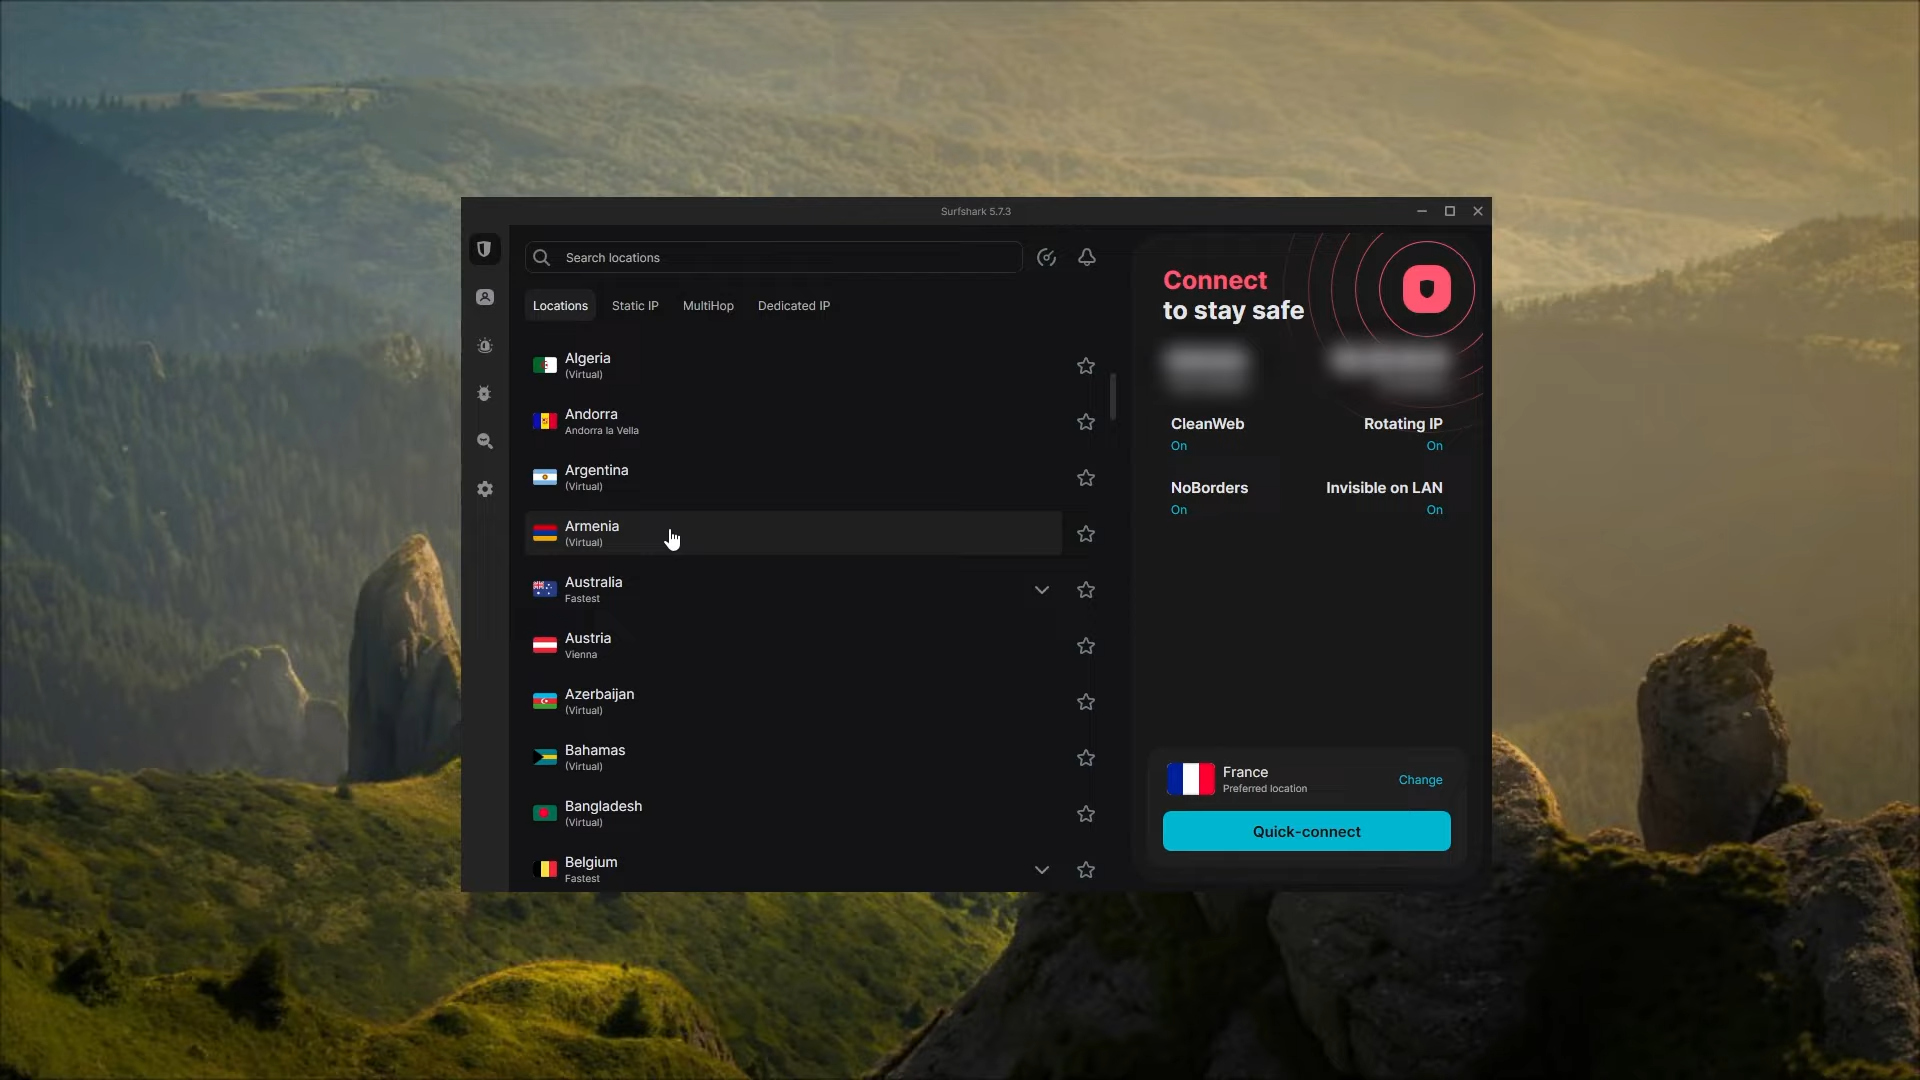 Surfshark 5.7.3
Search locations
Locations
Static IP
MultiHop
Dedicated IP
Algeria
(Virtual)
Andorra
Andorra la Vella
Argentina
(Virtual)
Armenia
(Virtual)
Australia
Fastest
Austria
Vienna
Azerbaijan
(Virtual)
Bahamas
(Virtual)
Bangladesh
(Virtual)
Belgium
Fastest
Connect
to stay safe
CleanWeb
On
Rotating IP
On
NoBorders
On
Invisible on LAN
On
France
Preferred location
Change
Quick-connect